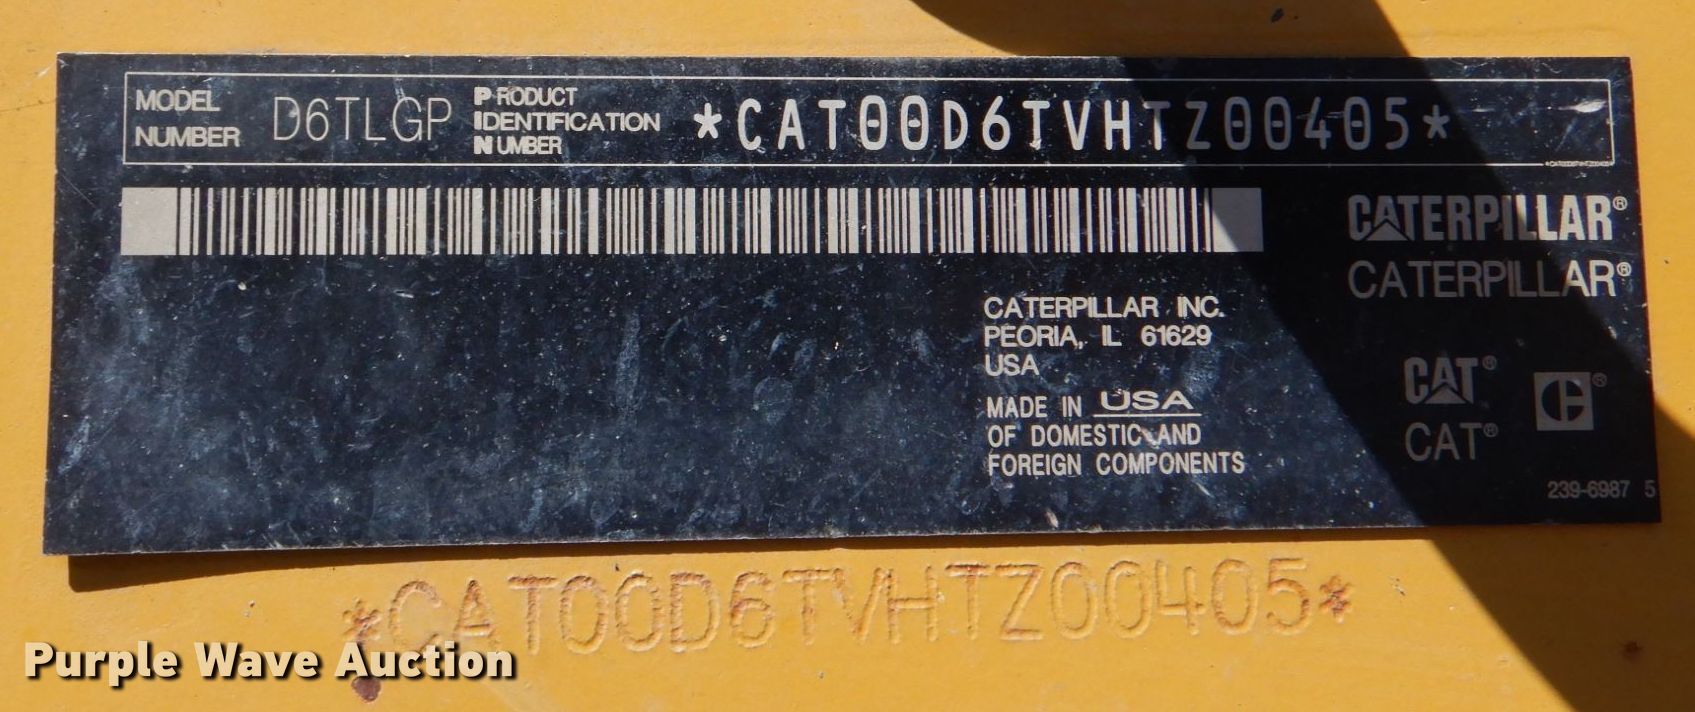 MODEL NUMBER D6TLGP PRODUCT IDENTIFICATION NUMBER *CAT00D6TVHTZ00405*
*CAT00D6TVHTZ00405*
CATERPILLAR®
CATERPILLAR®
CATERPILLAR INC.
PEORIA, IL 61629
USA
MADE IN USA
OF DOMESTIC AND
FOREIGN COMPONENTS
CAT®
C®
CAT®
239-6987 5
*CAT00D6TVHTZ00405*
Purple Wave Auction